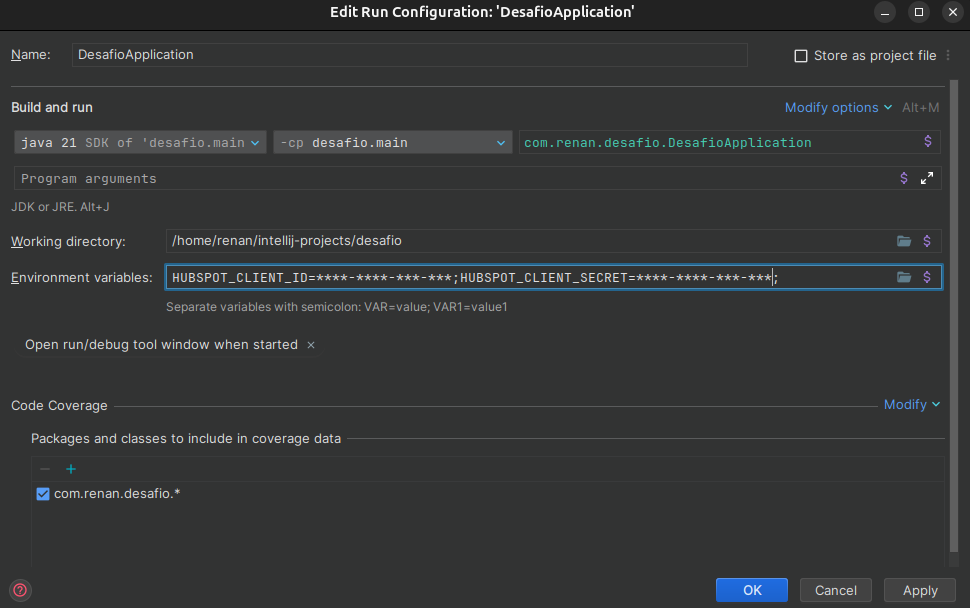 Edit Run Configuration: 'DesafioApplication'
Name: DesafioApplication Store as project file
Build and run Modify options Alt+M
java 21 SDK of 'desafio.main -cp desafio.main com.renan.desafio.DesafioApplication $
Program arguments $
JDK or JRE. Alt+J
Working directory: /home/renan/intellij-projects/desafio $
Environment variables: HUBSPOT_CLIENT_ID=****-****-***-***;HUBSPOT_CLIENT_SECRET=****-****-***-***; $
Separate variables with semicolon: VAR=value; VAR1=value1
Open run/debug tool window when started ×
Code Coverage Modify
Packages and classes to include in coverage data
com.renan.desafio.*
? OK Cancel Apply